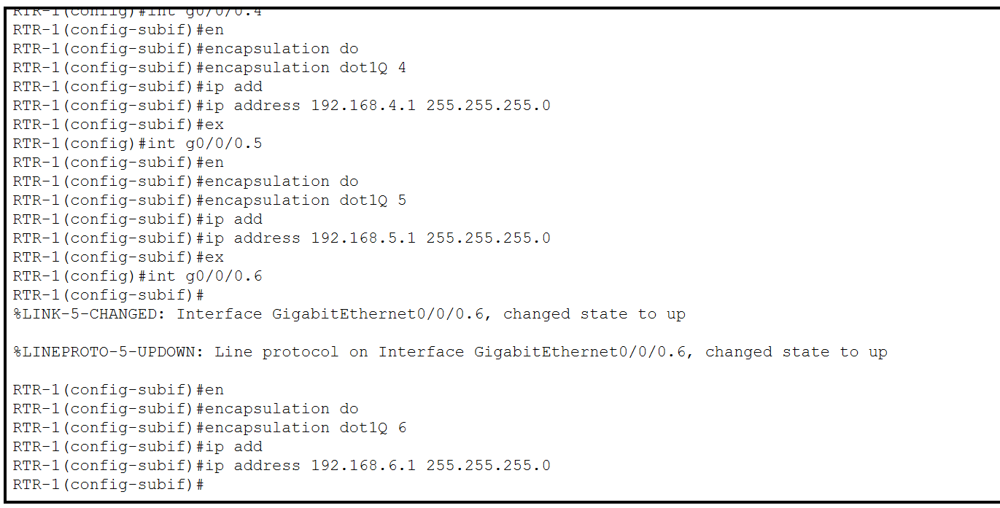 RTR-1(config)#int g0/0/0.4
RTR-1(config-subif)#en
RTR-1(config-subif)#encapsulation do
RTR-1(config-subif)#encapsulation dot1Q 4
RTR-1(config-subif)#ip add
RTR-1(config-subif)#ip address 192.168.4.1 255.255.255.0
RTR-1(config-subif)#ex
RTR-1(config)#int g0/0/0.5
RTR-1(config-subif)#en
RTR-1(config-subif)#encapsulation do
RTR-1(config-subif)#encapsulation dot1Q 5
RTR-1(config-subif)#ip add
RTR-1(config-subif)#ip address 192.168.5.1 255.255.255.0
RTR-1(config-subif)#ex
RTR-1(config)#int g0/0/0.6
RTR-1(config-subif)#
%LINK-5-CHANGED: Interface GigabitEthernet0/0/0.6, changed state to up
%LINEPROTO-5-UPDOWN: Line protocol on Interface GigabitEthernet0/0/0.6, changed state to up
RTR-1(config-subif)#en
RTR-1(config-subif)#encapsulation do
RTR-1(config-subif)#encapsulation dot1Q 6
RTR-1(config-subif)#ip add
RTR-1(config-subif)#ip address 192.168.6.1 255.255.255.0
RTR-1(config-subif)#